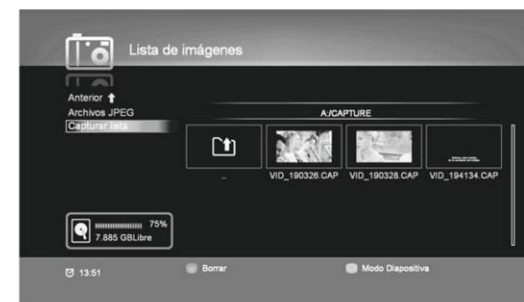 Lista de imágenes
Anterior
Archivos JPEG
Capturar lista
A:/CAPTURE
..
VID_190326.CAP
VID_190328.CAP
VID_194134.CAP
75%
7.885 GBLibre
13:51
Borrar
Modo Diapositiva